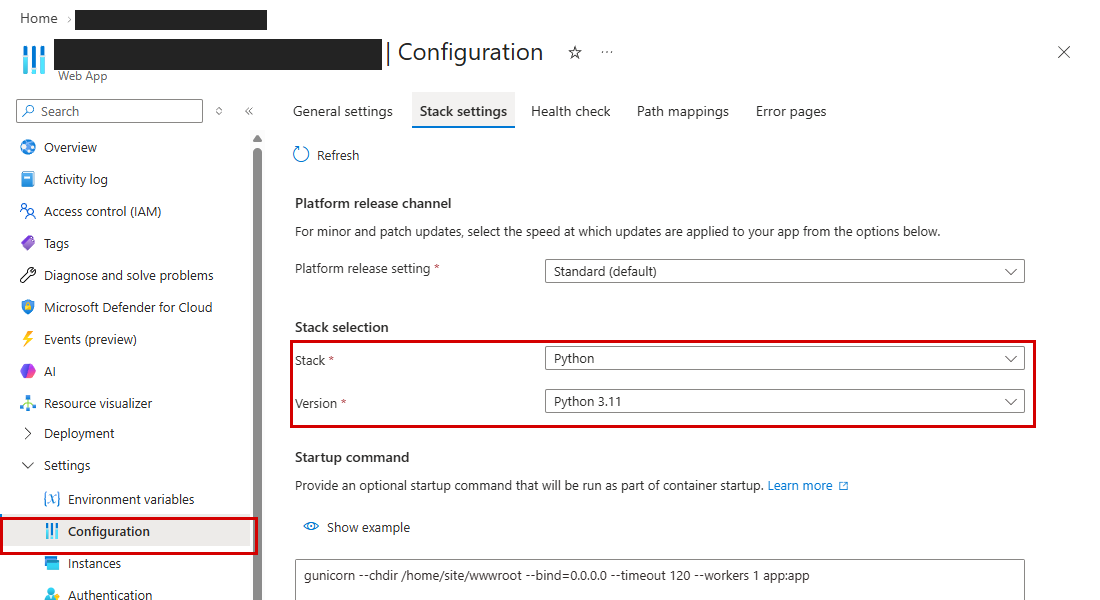 Home
| Configuration
Web App
Search
General settings
Stack settings
Health check
Path mappings
Error pages
Overview
Activity log
Access control (IAM)
Tags
Diagnose and solve problems
Microsoft Defender for Cloud
Events (preview)
AI
Resource visualizer
Deployment
Settings
Environment variables
Configuration
Instances
Authentication
Refresh
Platform release channel
For minor and patch updates, select the speed at which updates are applied to your app from the options below.
Platform release setting *
Standard (default)
Stack selection
Stack *
Python
Version *
Python 3.11
Startup command
Provide an optional startup command that will be run as part of container startup. Learn more
Show example
gunicorn --chdir /home/site/wwwroot --bind=0.0.0.0 --timeout 120 --workers 1 app:app